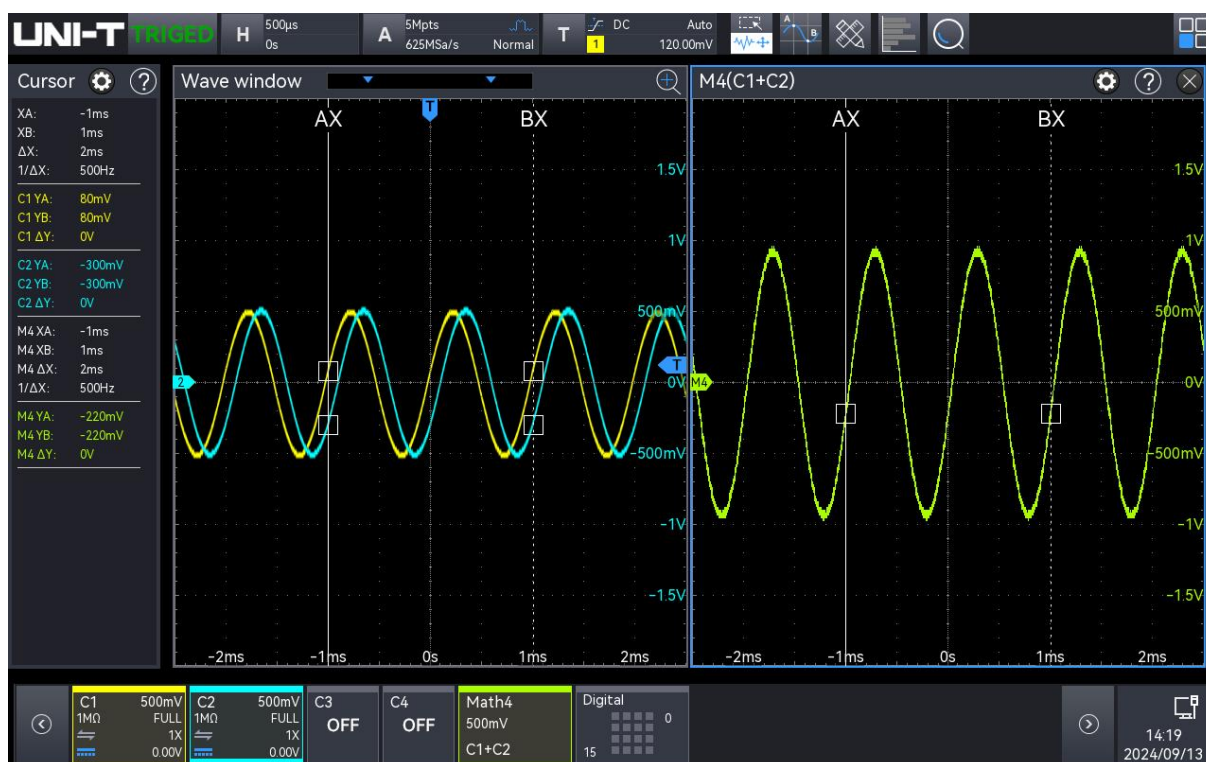 UNI-T TRIGED H 500μs 0s A 5Mpts 625MSa/s Normal T DC Auto 1 120.00mV A B
Cursor ?
XA: -1ms
XB: 1ms
ΔX: 2ms
1/ΔX: 500Hz
C1 YA: 80mV
C1 YB: 80mV
C1 ΔY: 0V
C2 YA: -300mV
C2 YB: -300mV
C2 ΔY: 0V
M4 XA: -1ms
M4 XB: 1ms
M4 ΔX: 2ms
1/ΔX: 500Hz
M4 YA: -220mV
M4 YB: -220mV
M4 ΔY: 0V
Wave window
T
AX BX
1.5V
1V
500mV
T
2 0V
-500mV
-1V
-1.5V
-2ms -1ms 0s 1ms 2ms
M4(C1+C2) ?
AX BX
1.5V
1V
500mV
M4 0V
-500mV
-1V
-1.5V
-2ms -1ms 0s 1ms 2ms
C1 500mV
1MΩ FULL
1X
0.00V
C2 500mV
1MΩ FULL
1X
0.00V
C3
OFF
C4
OFF
Math4
500mV
C1+C2
Digital
0
15
14:19
2024/09/13